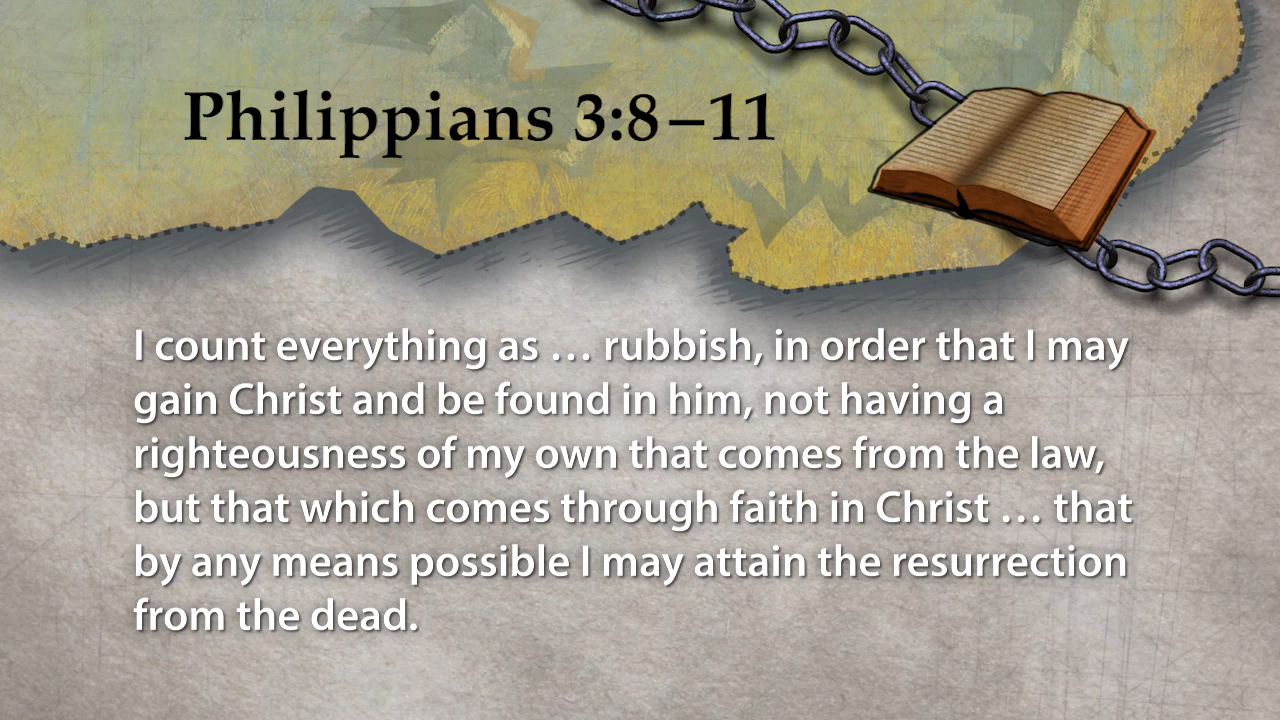 Philippians 3:8–11
I count everything as … rubbish, in order that I may
gain Christ and be found in him, not having a
righteousness of my own that comes from the law,
but that which comes through faith in Christ … that
by any means possible I may attain the resurrection
from the dead.